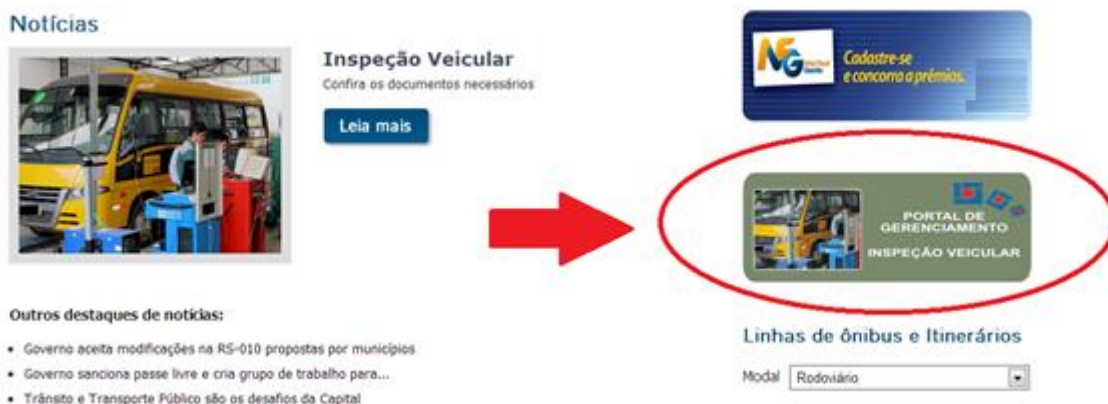 Notícias
Inspeção Veicular
Confira os documentos necessários
Leia mais
Outros destaques de notícias:
• Governo aceita modificações na RS-010 propostas por municípios
• Governo sanciona passe livre e cria grupo de trabalho para...
• Trânsito e Transporte Público são os desafios da Capital
NFG
Cadastre-se
e concorra a prêmios.
PORTAL DE
GERENCIAMENTO
INSPEÇÃO VEICULAR
Linhas de ônibus e Itinerários
Modal Rodoviário